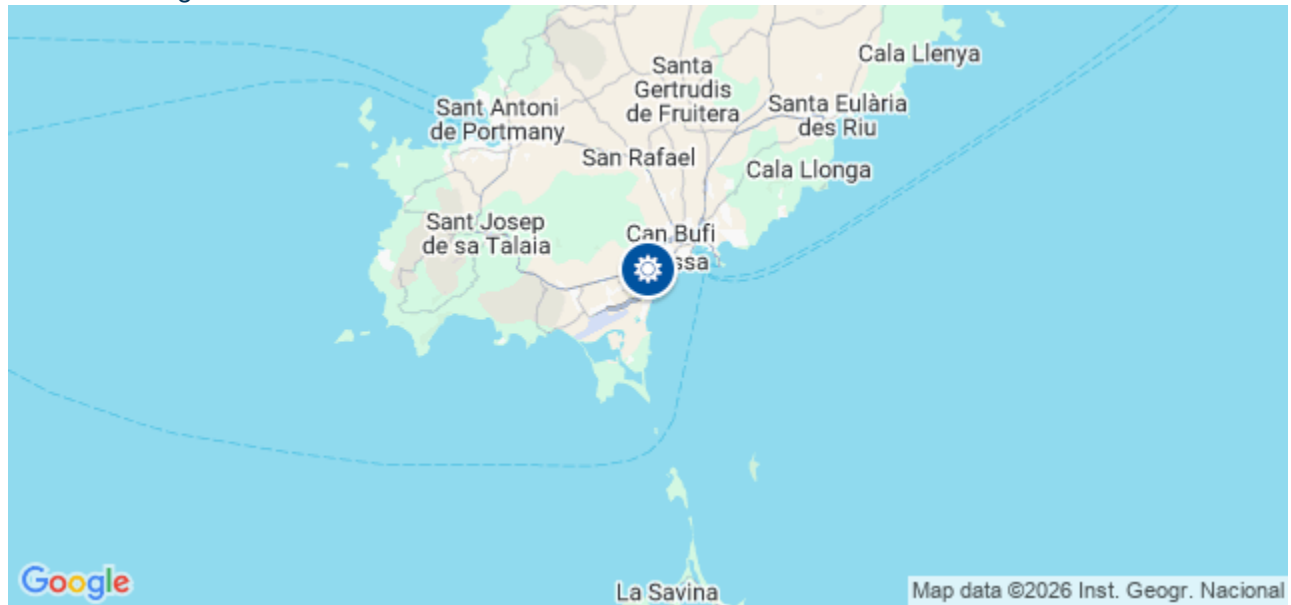 Cala Llenya
Santa
Gertrudis
de Fruitera
Sant Antoni
de Portmany
Santa Eulària
des Riu
San Rafael
Cala Llonga
Sant Josep
de sa Talaia
Can Bufi
La Savina
Google
Map data ©2026 Inst. Geogr. Nacional